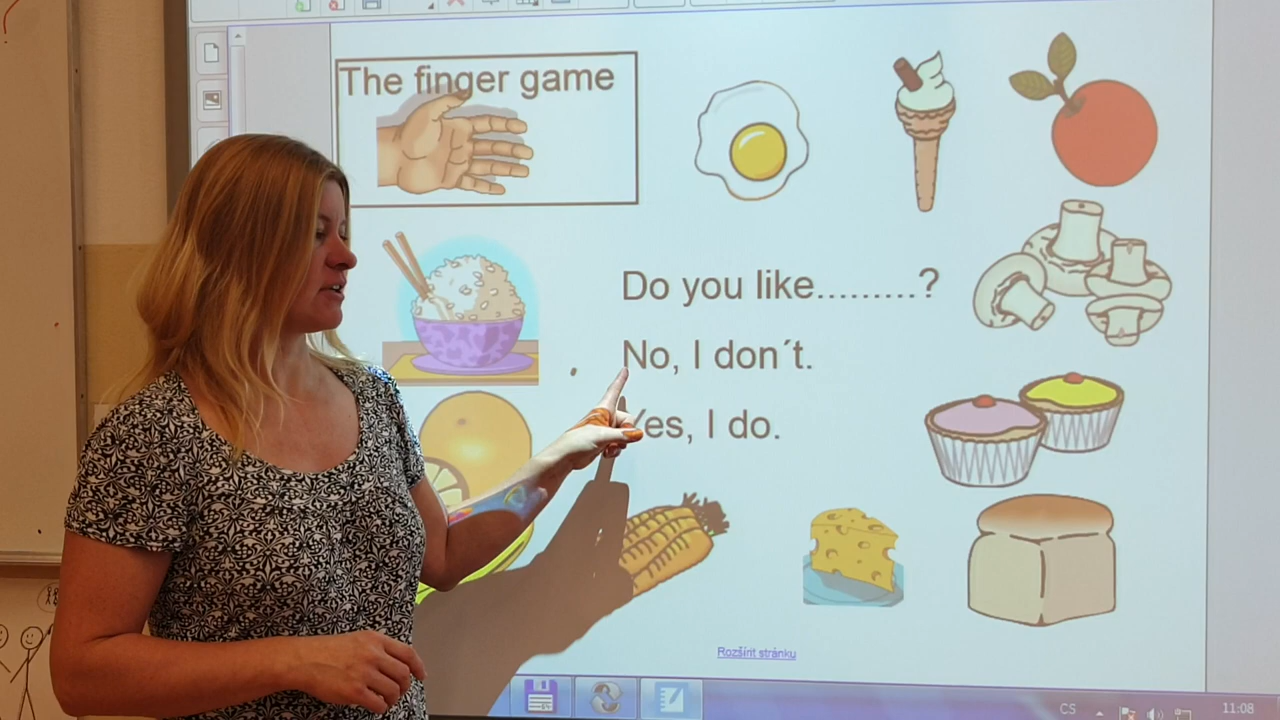 The finger game
Do you like.........?
No, I don´t.
Yes, I do.
Rozšířit stránku
CS
11:08